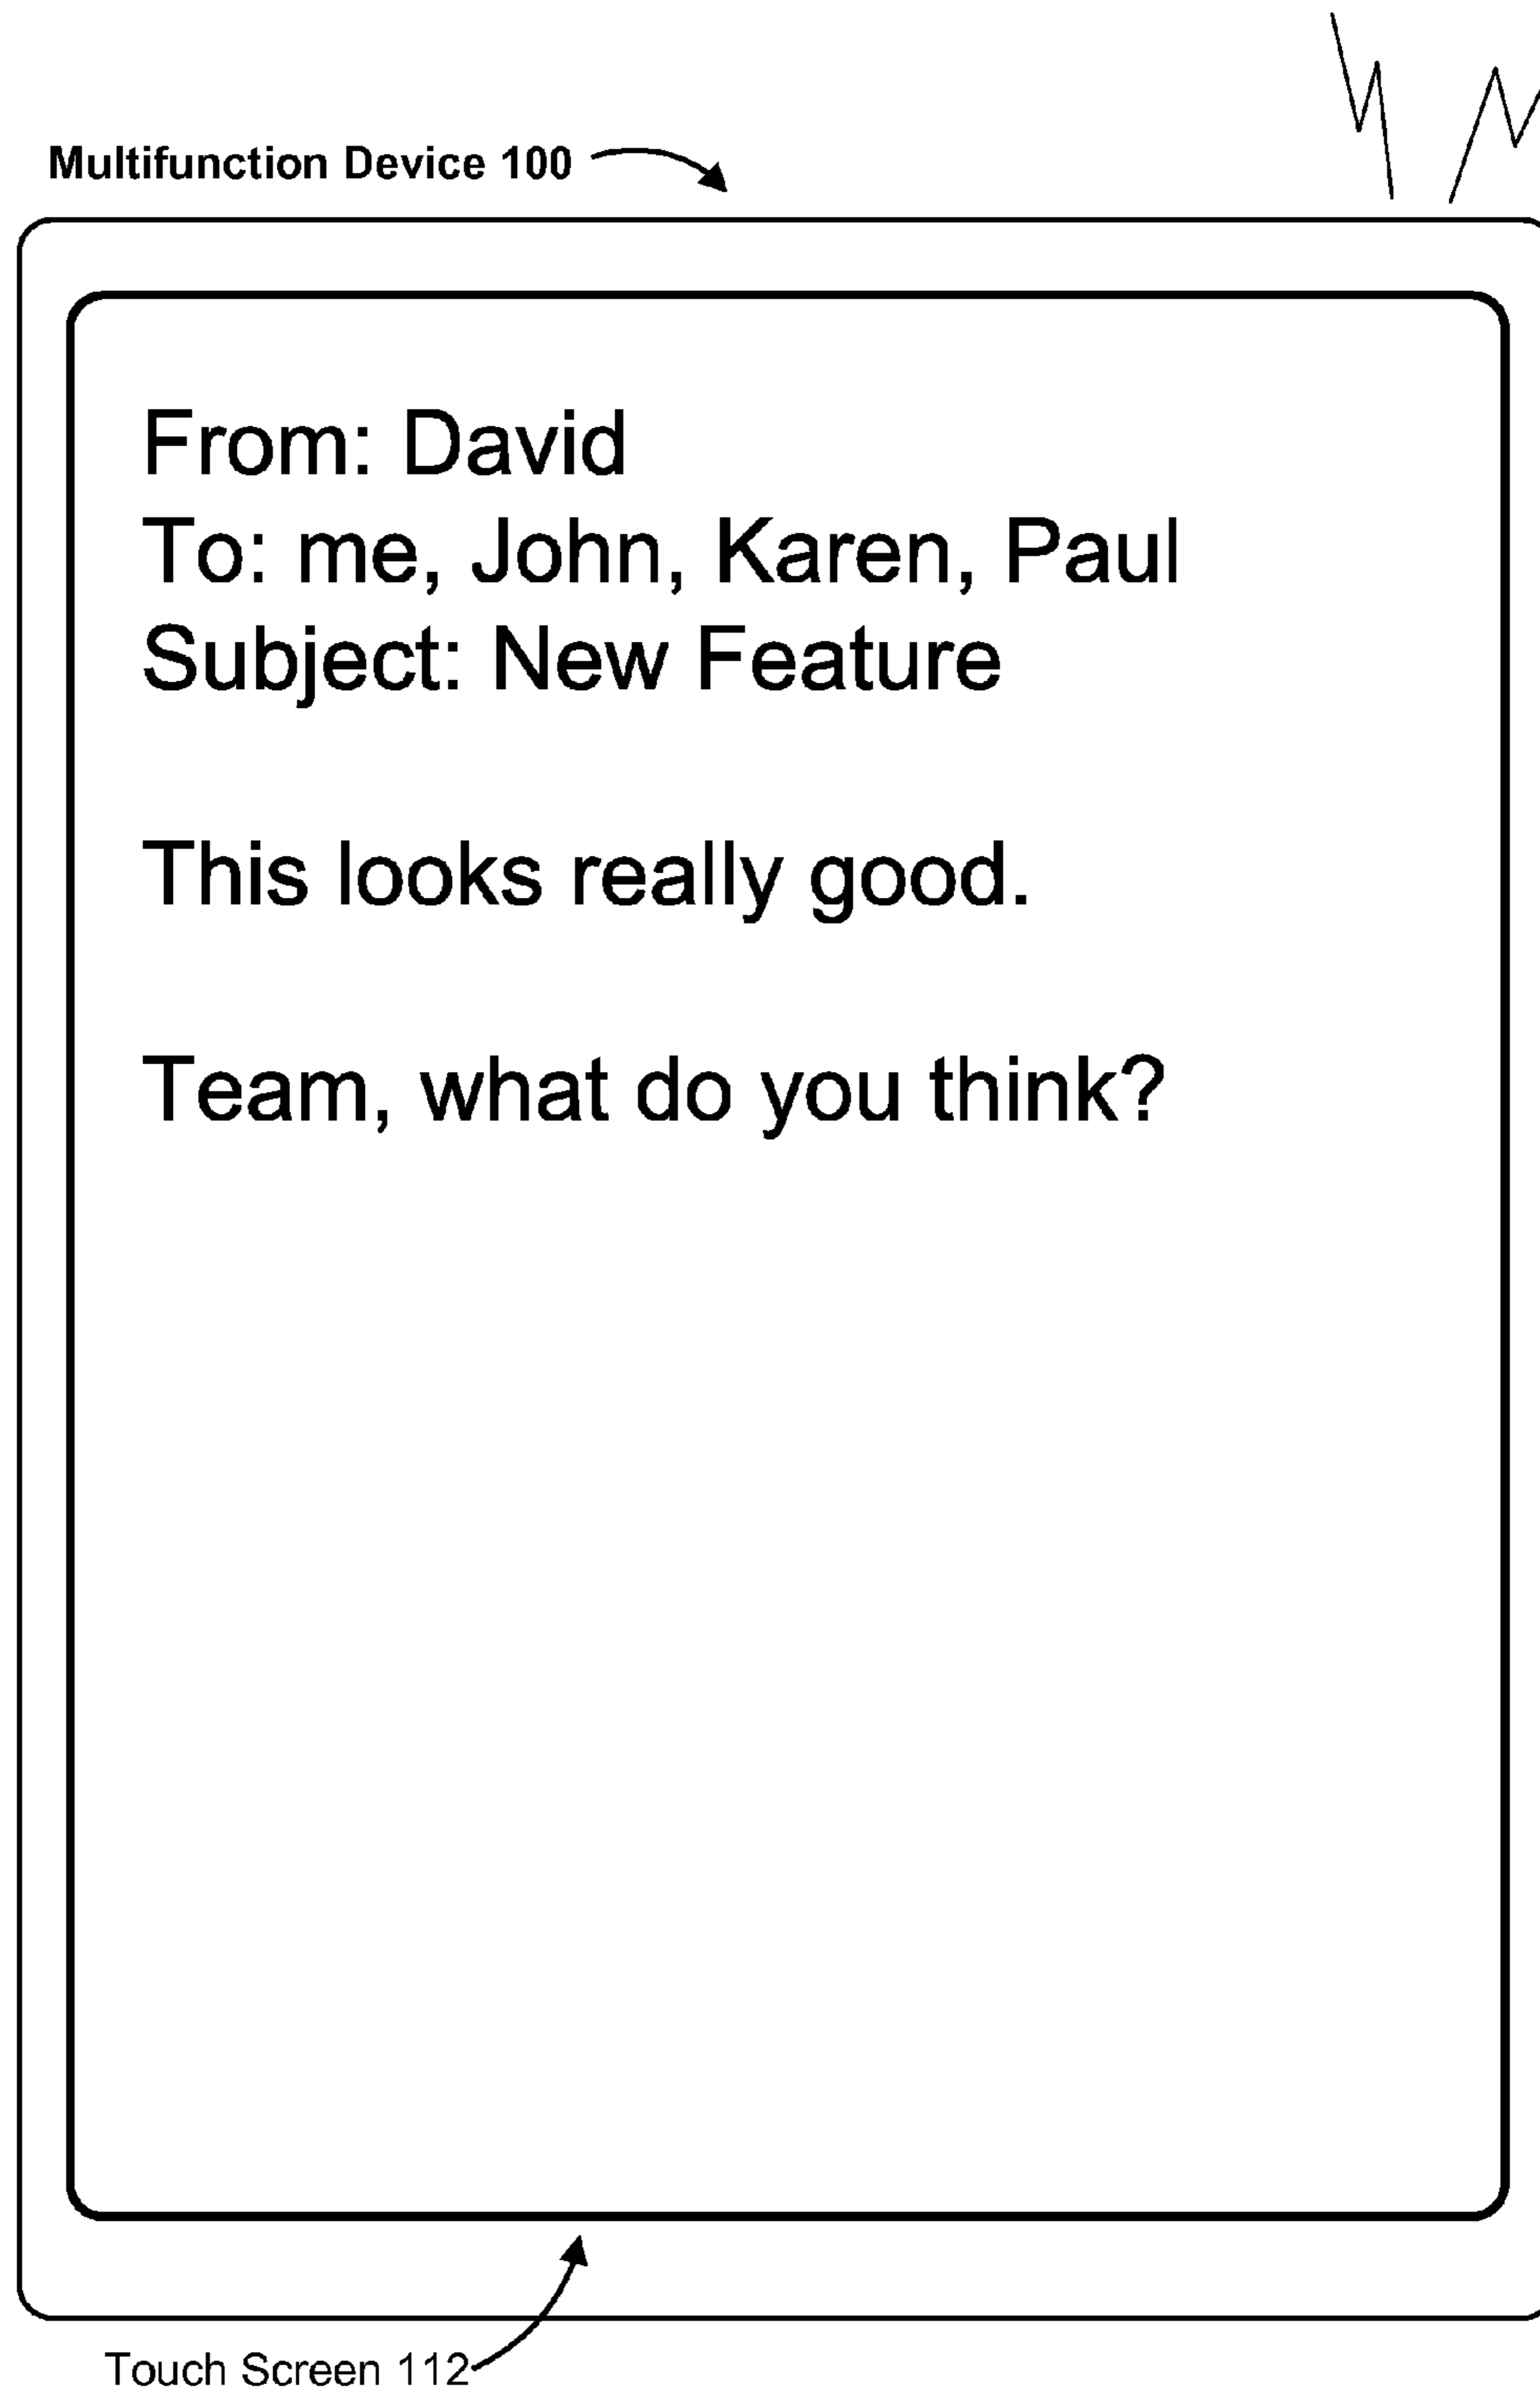 Multifunction Device 100
From: David
To: me, John, Karen, Paul
Subject: New Feature
This looks really good.
Team, what do you think?
Touch Screen 112